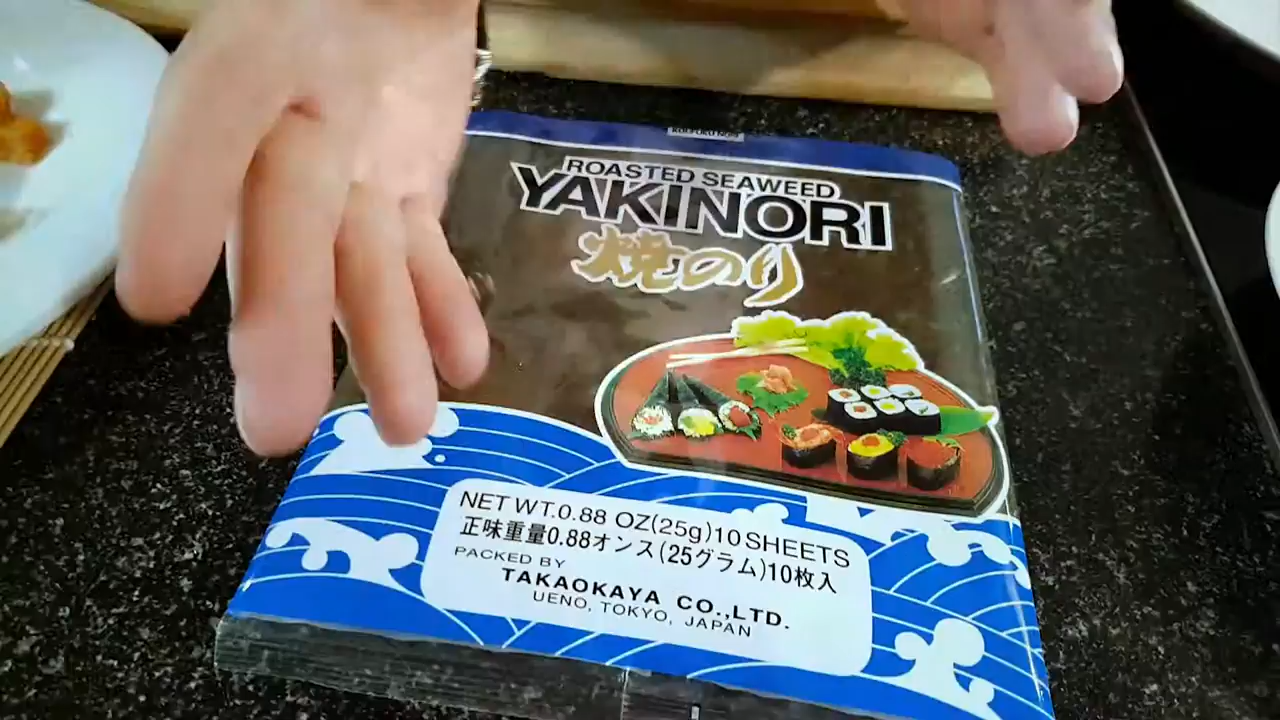 ROASTED SEAWEED
YAKINORI
焼のり
NET WT.0.88 OZ(25g)10 SHEETS
正味重量0.88オンス(25グラム)10枚入
PACKED BY
TAKAOKAYA CO.,LTD.
UENO, TOKYO, JAPAN